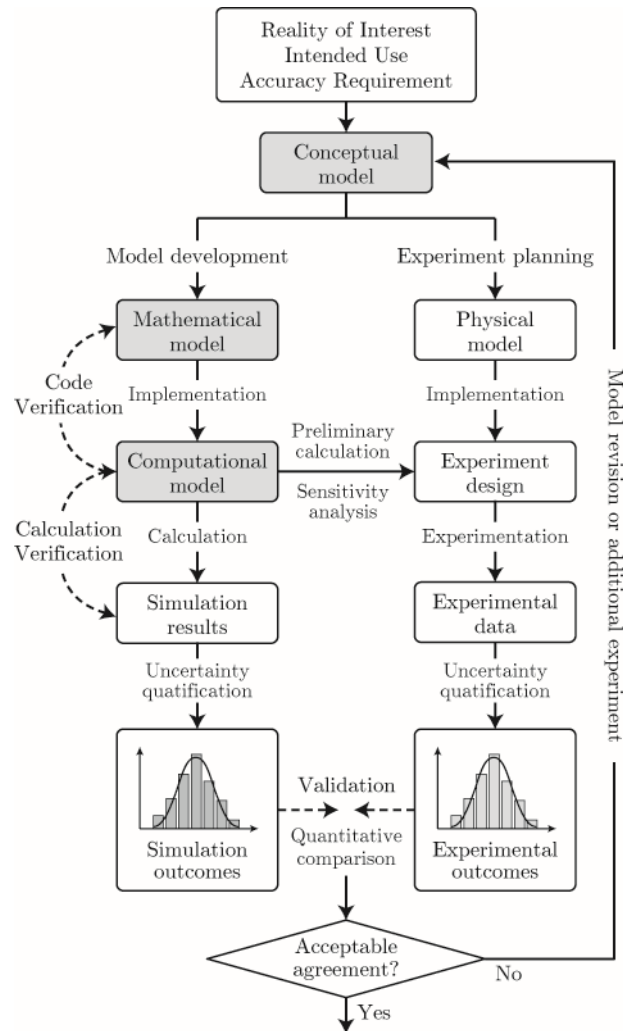 Reality of Interest
Intended Use
Accuracy Requirement
Conceptual
model
Model development
Experiment planning
Mathematical
model
Physical
model
Code
Verification
Implementation
Implementation
Preliminary
calculation
Computational
model
Experiment
design
Sensitivity
analysis
Calculation
Verification
Calculation
Experimentation
Simulation
results
Experimental
data
Uncertainty
quatification
Uncertainty
quatification
Model revision or additional experiment
Validation
Quantitative
comparison
Simulation
outcomes
Experimental
outcomes
Acceptable
agreement?
No
Yes